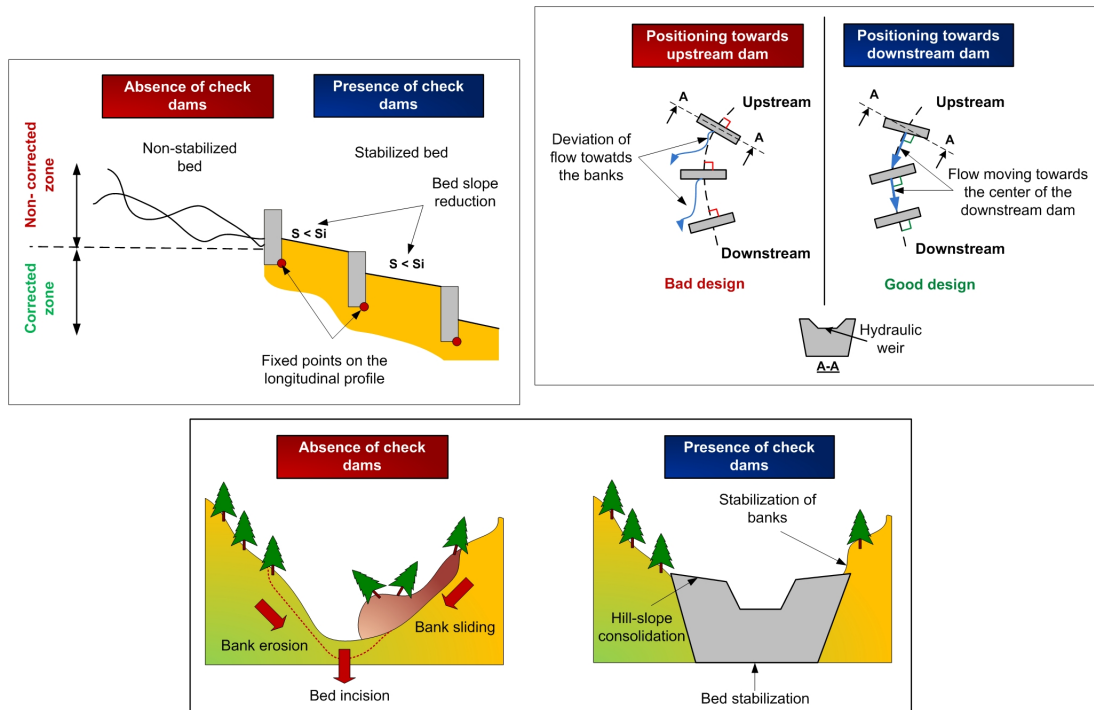 Absence of check
dams
Presence of check
dams
Non-stabilized
bed
Stabilized bed
Bed slope
reduction
Non- corrected
zone
S < Si
S < Si
Corrected
zone
Fixed points on the
longitudinal profile
Positioning towards
upstream dam
Positioning towards
downstream dam
A
Upstream
A
Deviation of
flow towatds
the banks
Downstream
Bad design
A
Upstream
A
Flow moving towards
the center of the
downstream dam
Downstream
Good design
Hydraulic
weir
A-A
Absence of check
dams
Presence of check
dams
Bank erosion
Bank sliding
Bed incision
Stabilization of
banks
Hill-slope
consolidation
Bed stabilization